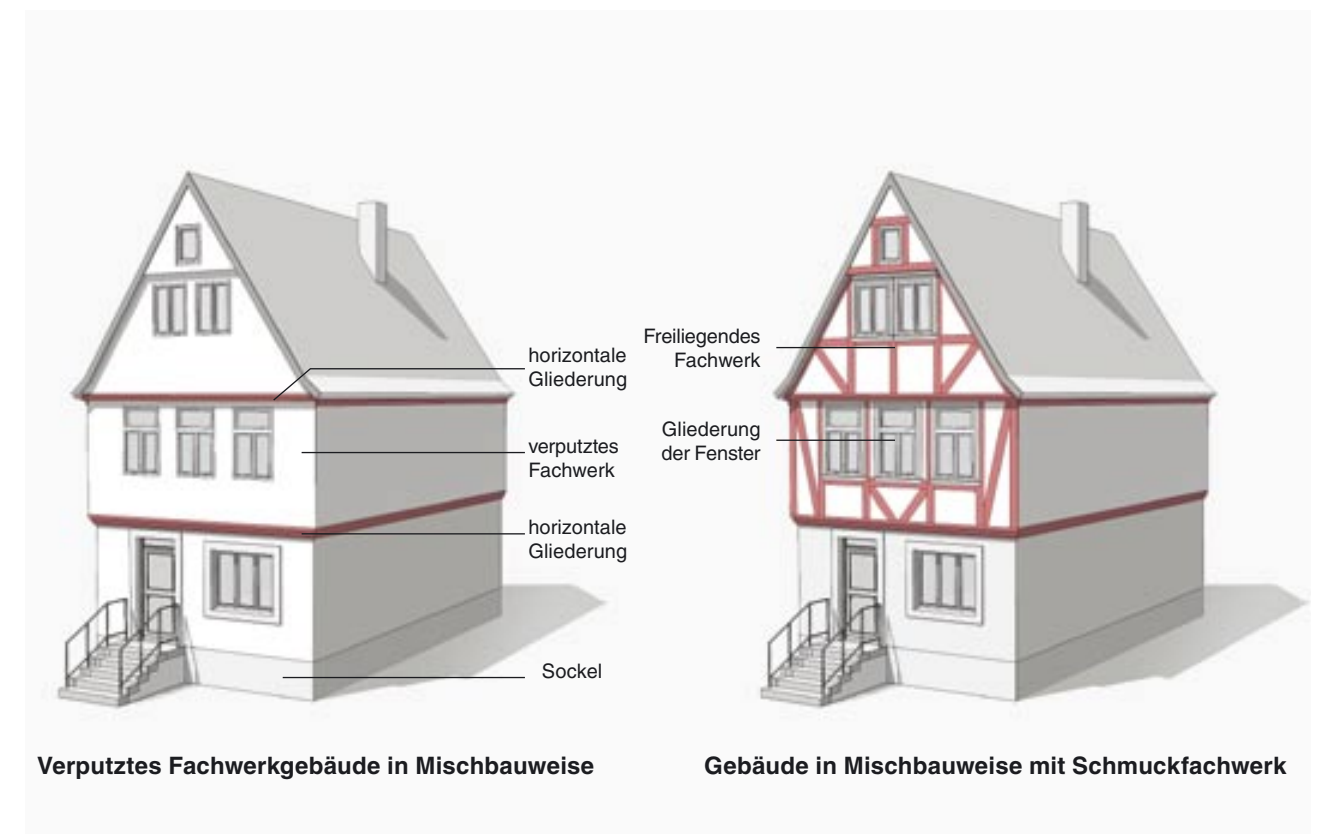 horizontale
Gliederung
verputztes
Fachwerk
horizontale
Gliederung
Sockel
Verputztes Fachwerkgebäude in Mischbauweise
Freiliegendes
Fachwerk
Gliederung
der Fenster
Gebäude in Mischbauweise mit Schmuckfachwerk